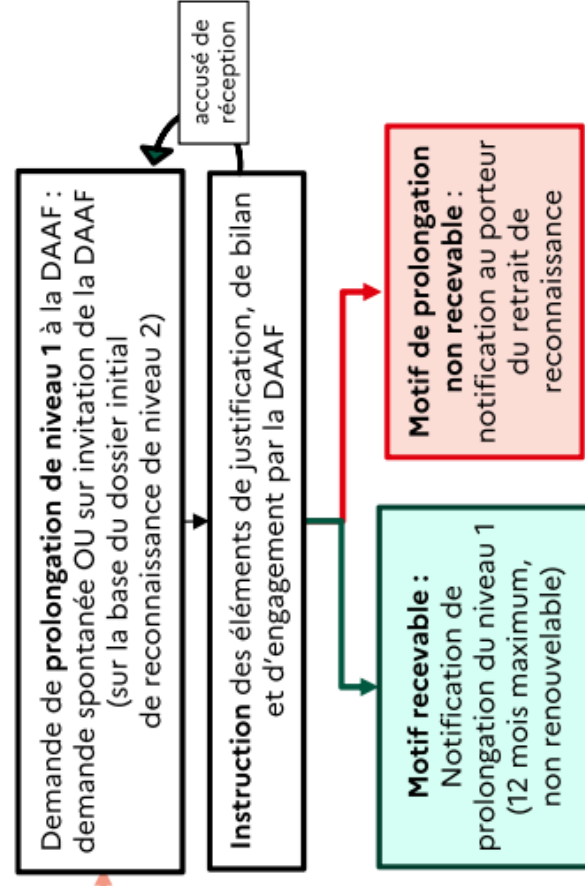 Demande de prolongation de niveau 1 à la DAAF :
demande spontanée OU sur invitation de la DAAF
(sur la base du dossier initial
de reconnaissance de niveau 2)
accusé de
réception
Instruction des éléments de justification, de bilan
et d'engagement par la DAAF
Motif recevable :
Notification de
prolongation du niveau 1
(12 mois maximum,
non renouvelable)
Motif de prolongation
non recevable :
notification au porteur
du retrait de
reconnaissance